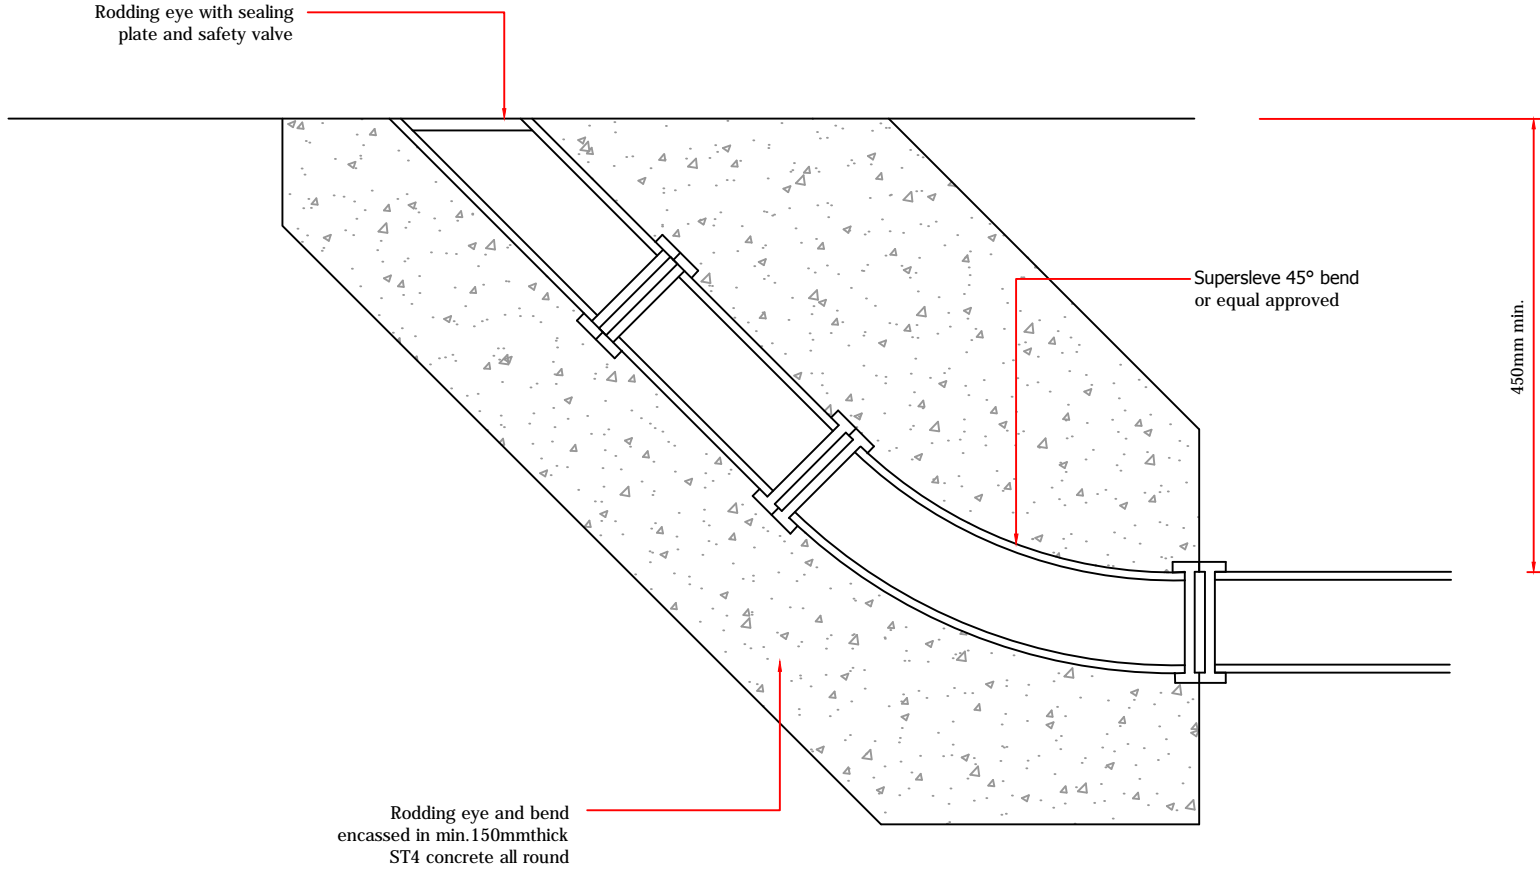 Rodding eye with sealing
plate and safety valve
Supersleve 45° bend
or equal approved
450mm min.
Rodding eye and bend
encassed in min.150mmthick
ST4 concrete all round